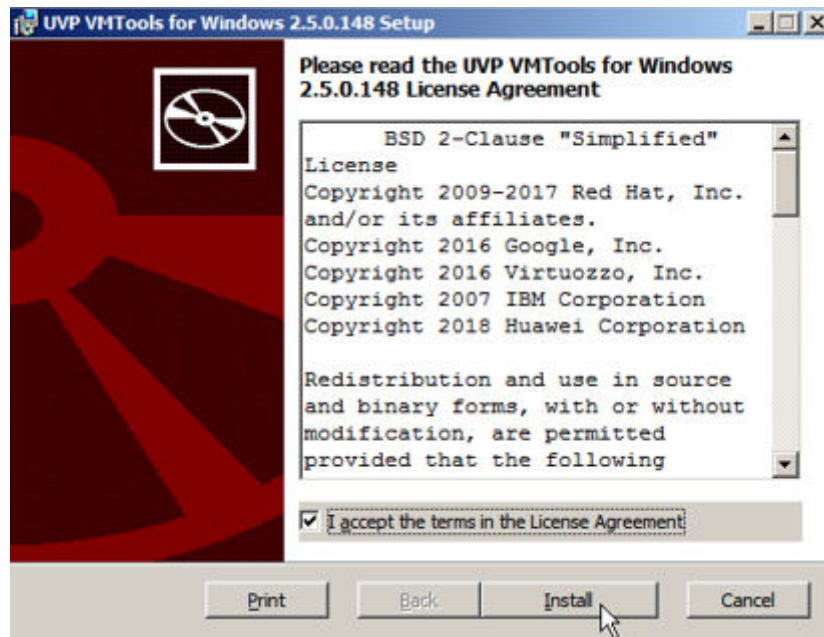 UVP VMTools for Windows 2.5.0.148 Setup
Please read the UVP VMTools for Windows
2.5.0.148 License Agreement
BSD 2-Clause "Simplified"
License
Copyright 2009-2017 Red Hat, Inc.
and/or its affiliates.
Copyright 2016 Google, Inc.
Copyright 2016 Virtuozzo, Inc.
Copyright 2007 IBM Corporation
Copyright 2018 Huawei Corporation
Redistribution and use in source
and binary forms, with or without
modification, are permitted
provided that the following
I accept the terms in the License Agreement
Print Back Install Cancel